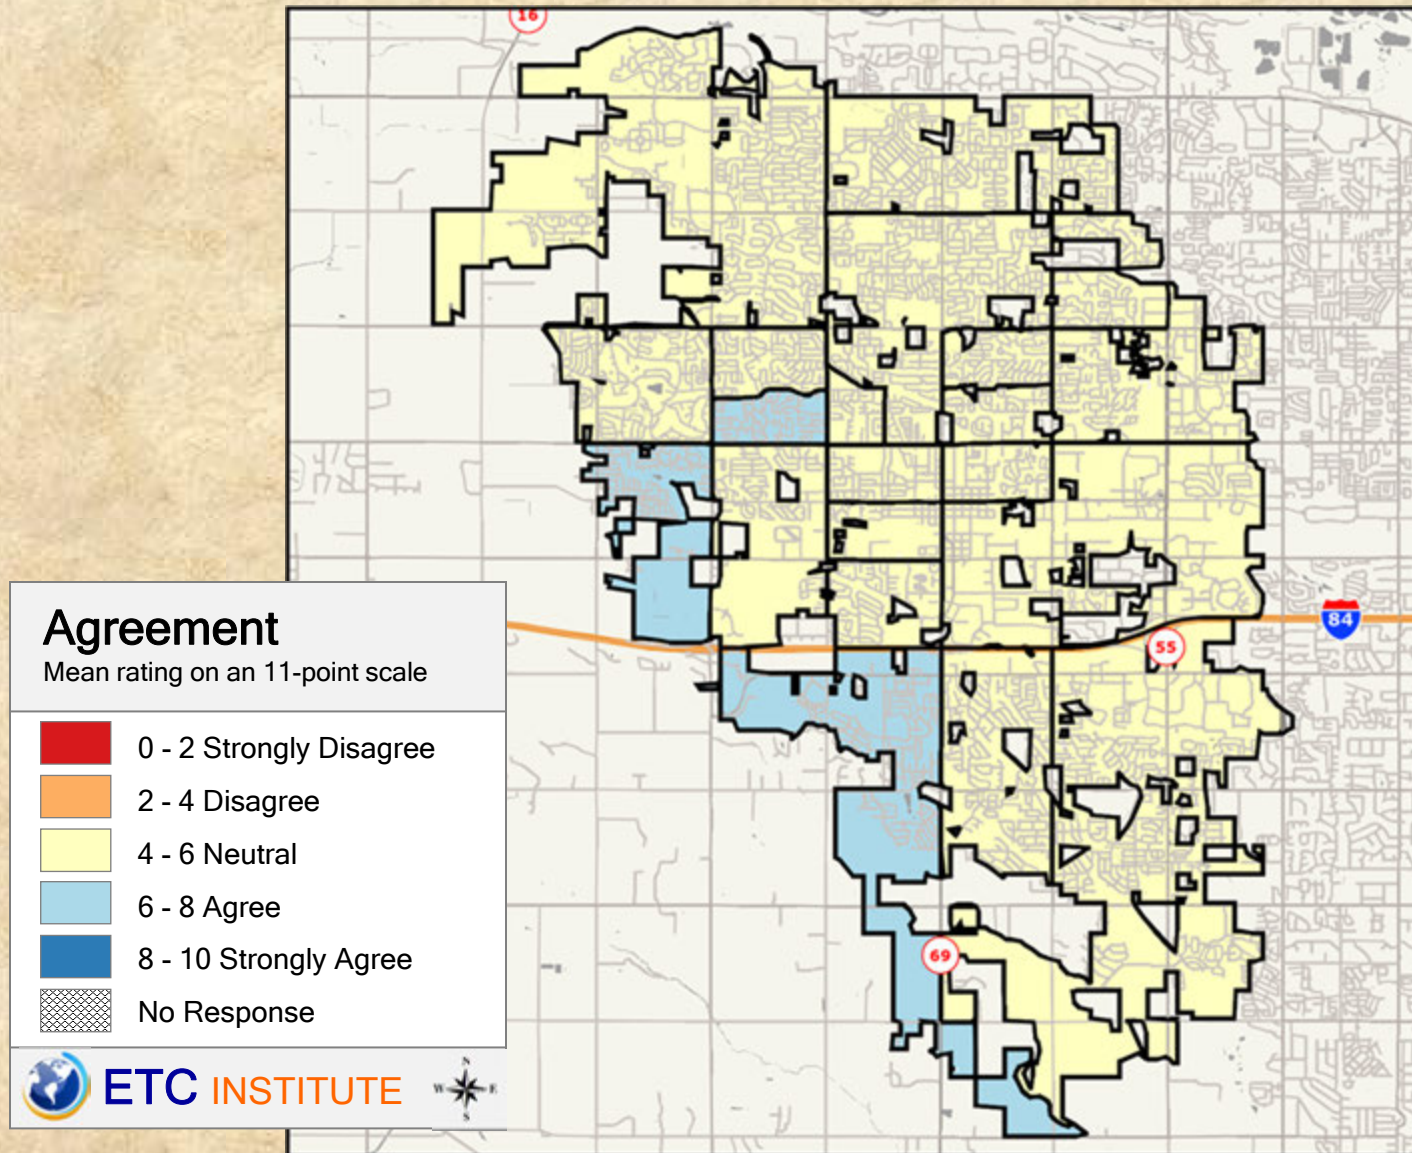 16
84
55
69
Agreement
Mean rating on an 11-point scale
0 - 2 Strongly Disagree
2 - 4 Disagree
4 - 6 Neutral
6 - 8 Agree
8 - 10 Strongly Agree
No Response
ETC INSTITUTE
N
W E
S